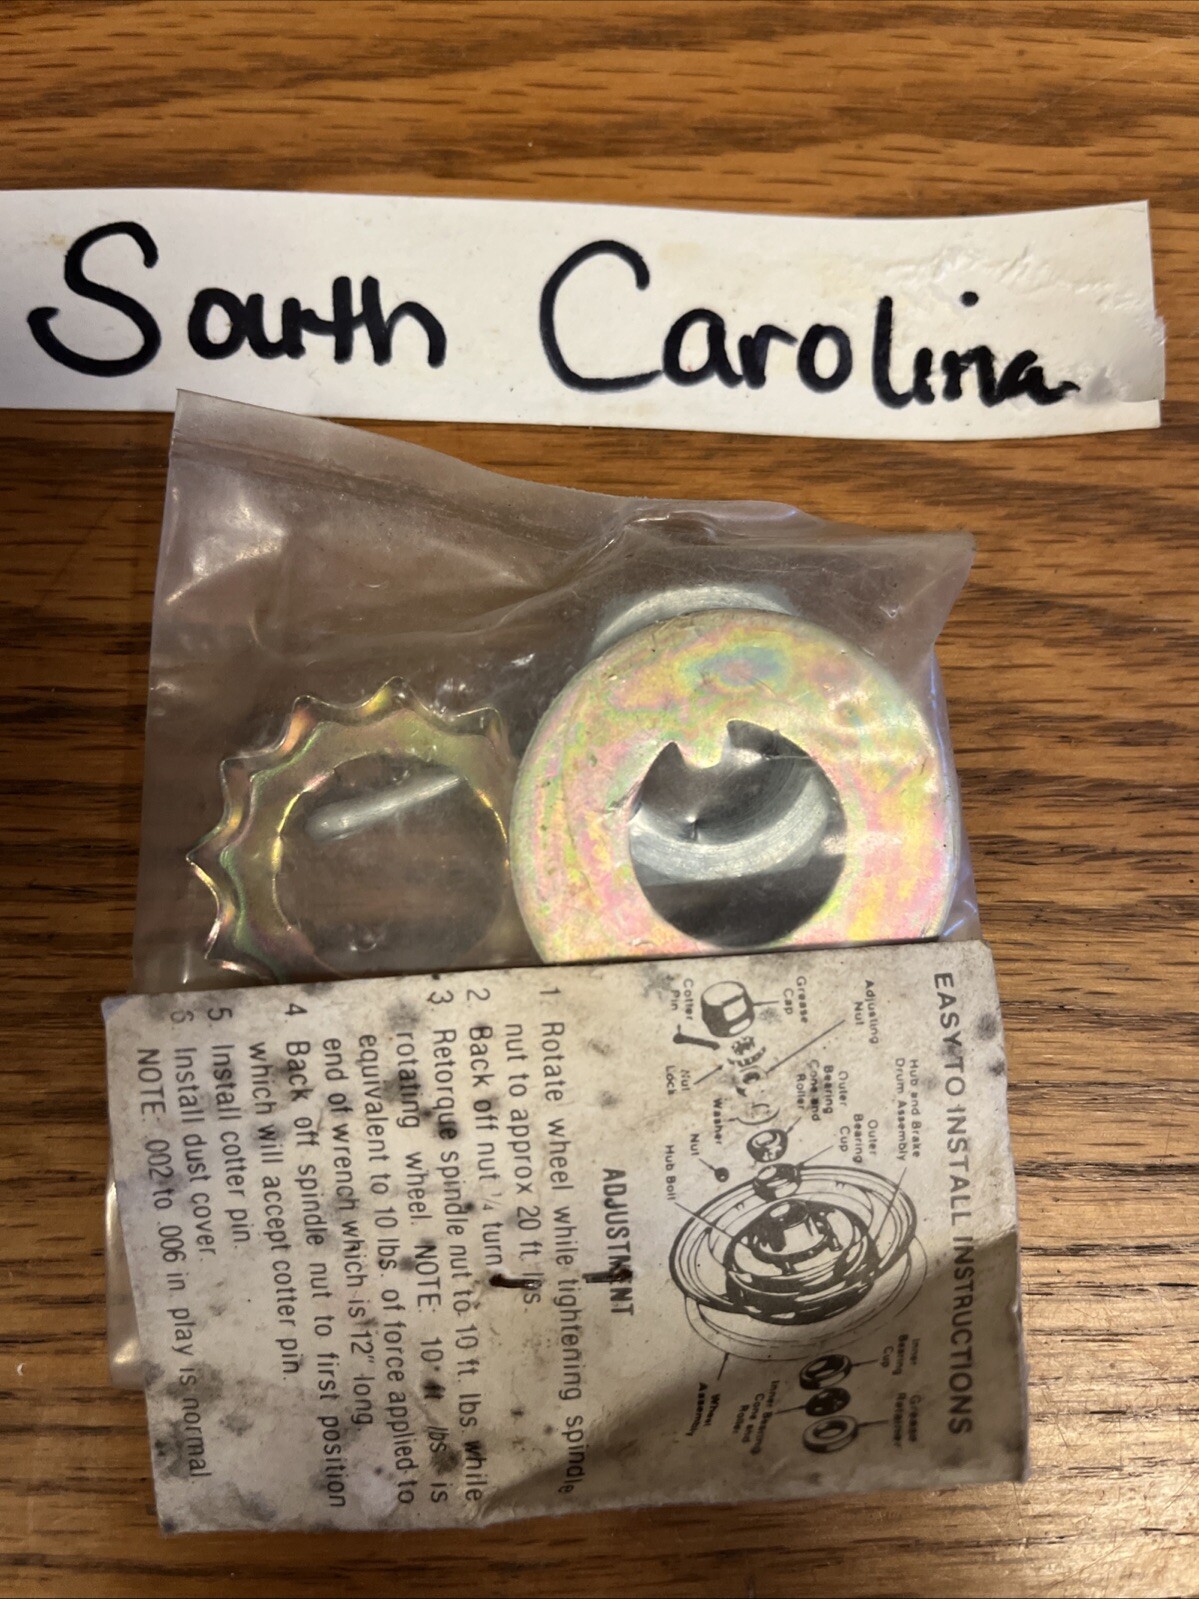 South Carolina
EASY TO INSTALL INSTRUCTIONS
Adjusting
Nut
Hub and Brake
Drum Assembly
Grease
Cap
Outer
Bearing
Cone and
Roller
Outer
Bearing
Cup
Cotter
Pin
Nut
Lock
Washer
Nut
Hub Bolt
Inner
Bearing
Cup
Grease
Retainer
Inner Bearing
Cone and
Roller
Wheel
Assembly
ADJUSTMENT
1. Rotate wheel while tightening spindle
nut to approx 20 ft. lbs.
2 Back off nut 1/4 turn
3. Retorque spindle nut to 10 ft. lbs. while
rotating wheel. NOTE: 10 ft lbs is
equivalent to 10 lbs. of force applied to
end of wrench which is 12" long.
4. Back off spindle nut to first position
which will accept cotter pin.
5. Install cotter pin.
6 Install dust cover.
NOTE: .002 to .006 in play is normal.